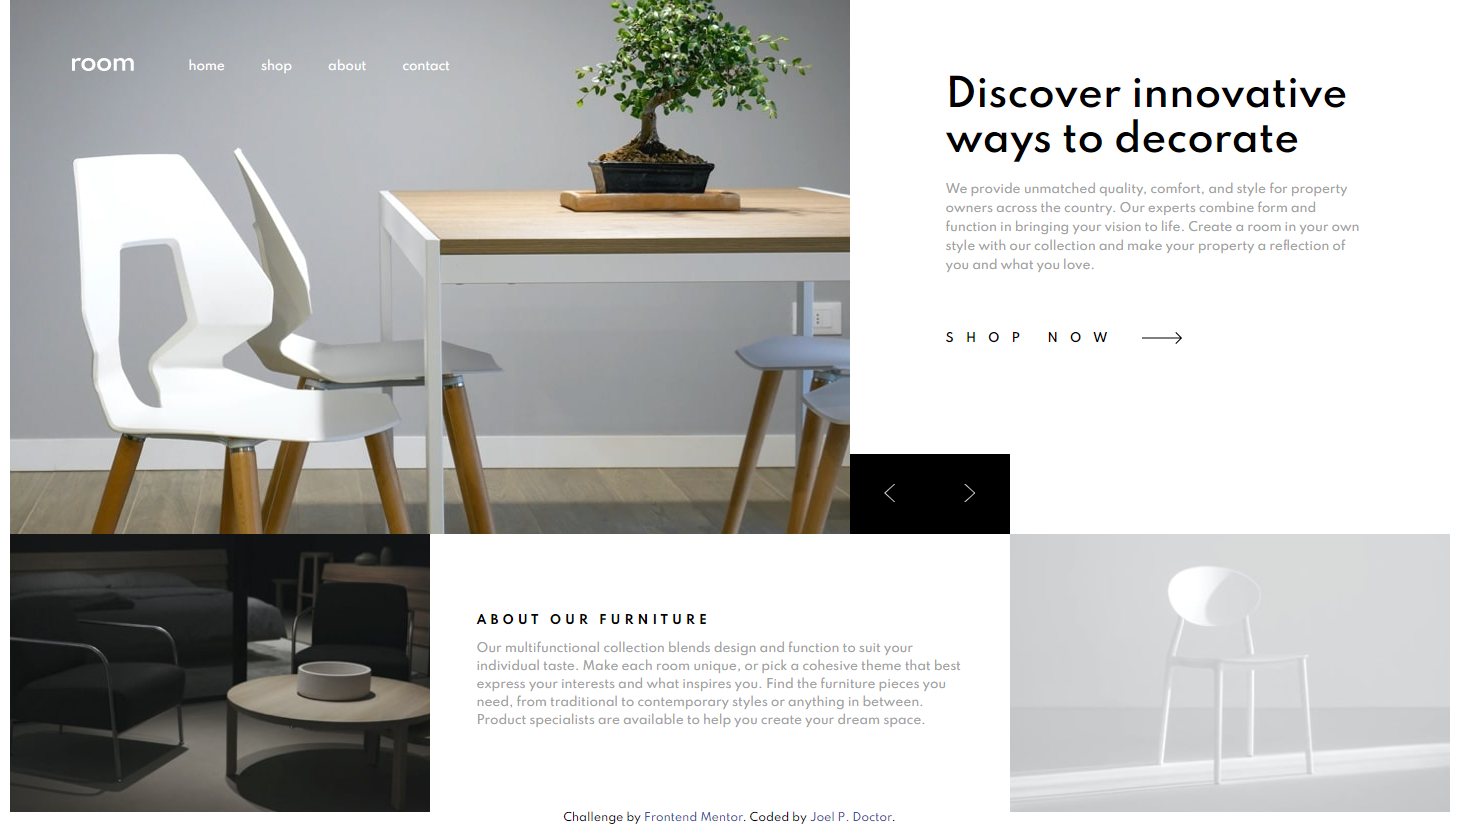 room
home shop about contact
Discover innovative
ways to decorate
We provide unmatched quality, comfort, and style for property
owners across the country. Our experts combine form and
function in bringing your vision to life. Create a room in your own
style with our collection and make your property a reflection of
you and what you love.
SHOP NOW
ABOUT OUR FURNITURE
Our multifunctional collection blends design and function to suit your
individual taste. Make each room unique, or pick a cohesive theme that best
express your interests and what inspires you. Find the furniture pieces you
need, from traditional to contemporary styles or anything in between.
Product specialists are available to help you create your dream space.
Challenge by Frontend Mentor. Coded by Joel P. Doctor.